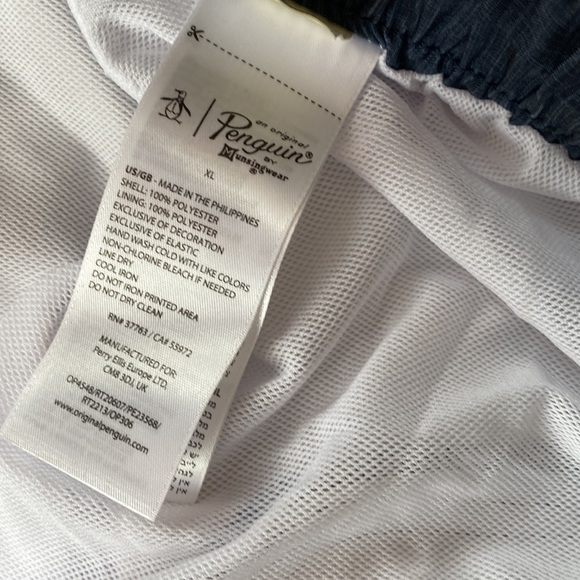 an original
Penguin®
BY
Munsingwear
®
XL
US/GB - MADE IN THE PHILIPPINES
SHELL: 100% POLYESTER
LINING: 100% POLYESTER
EXCLUSIVE OF DECORATION
EXCLUSIVE OF ELASTIC
HAND WASH COLD WITH LIKE COLORS
NON-CHLORINE BLEACH IF NEEDED
LINE DRY
COOL IRON
DO NOT IRON PRINTED AREA
DO NOT DRY CLEAN
RN# 37763 / CA# 55972
MANUFACTURED FOR:
Perry Ellis Europe LTD.
CM8 3DJ, UK
OP4548/RT20607/PE23568/
RT2213/OP306
www.originalpenguin.com